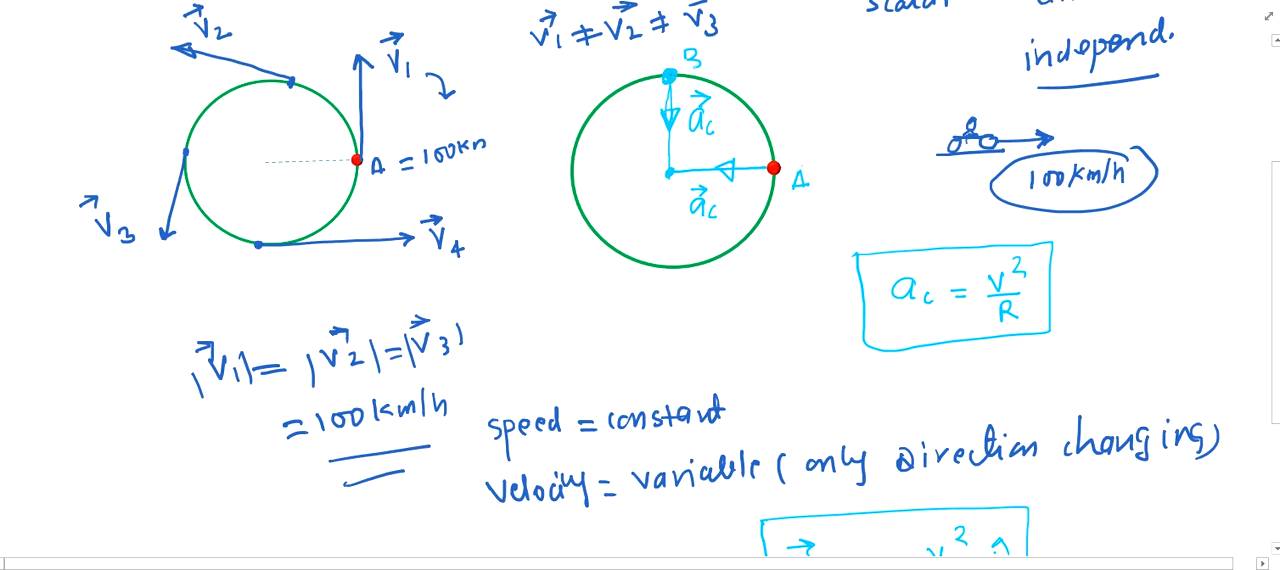 V⃗₂
V⃗₁
A = 100km
V⃗₃
V⃗₄
V⃗₁ ≠ V⃗₂ ≠ V⃗₃
B
a⃗c
A
a⃗c
independ.
100km/h
ac = v²/R
|V⃗₁| = |V⃗₂| = |V⃗₃|
= 100km/h
speed = constant
velocity = variable ( only Direction changing)